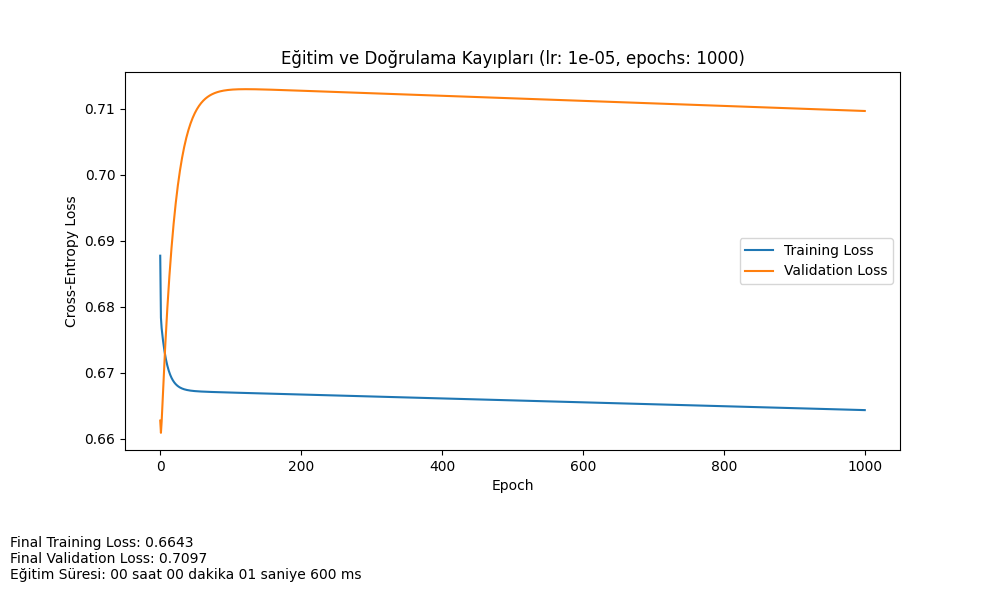 Eğitim ve Doğrulama Kayıpları (lr: 1e-05, epochs: 1000)
0.71
0.70
0.69
0.68
0.67
0.66
Cross-Entropy Loss
Training Loss
Validation Loss
0
200
400
600
800
1000
Epoch
Final Training Loss: 0.6643
Final Validation Loss: 0.7097
Eğitim Süresi: 00 saat 00 dakika 01 saniye 600 ms